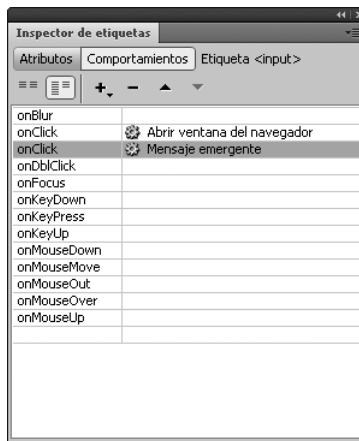 Inspector de etiquetas
Atributos Comportamientos Etiqueta <input>
onBlur
onClick Abrir ventana del navegador
onClick Mensaje emergente
onDblClick
onFocus
onKeyDown
onKeyPress
onKeyUp
onMouseDown
onMouseMove
onMouseOut
onMouseOver
onMouseUp